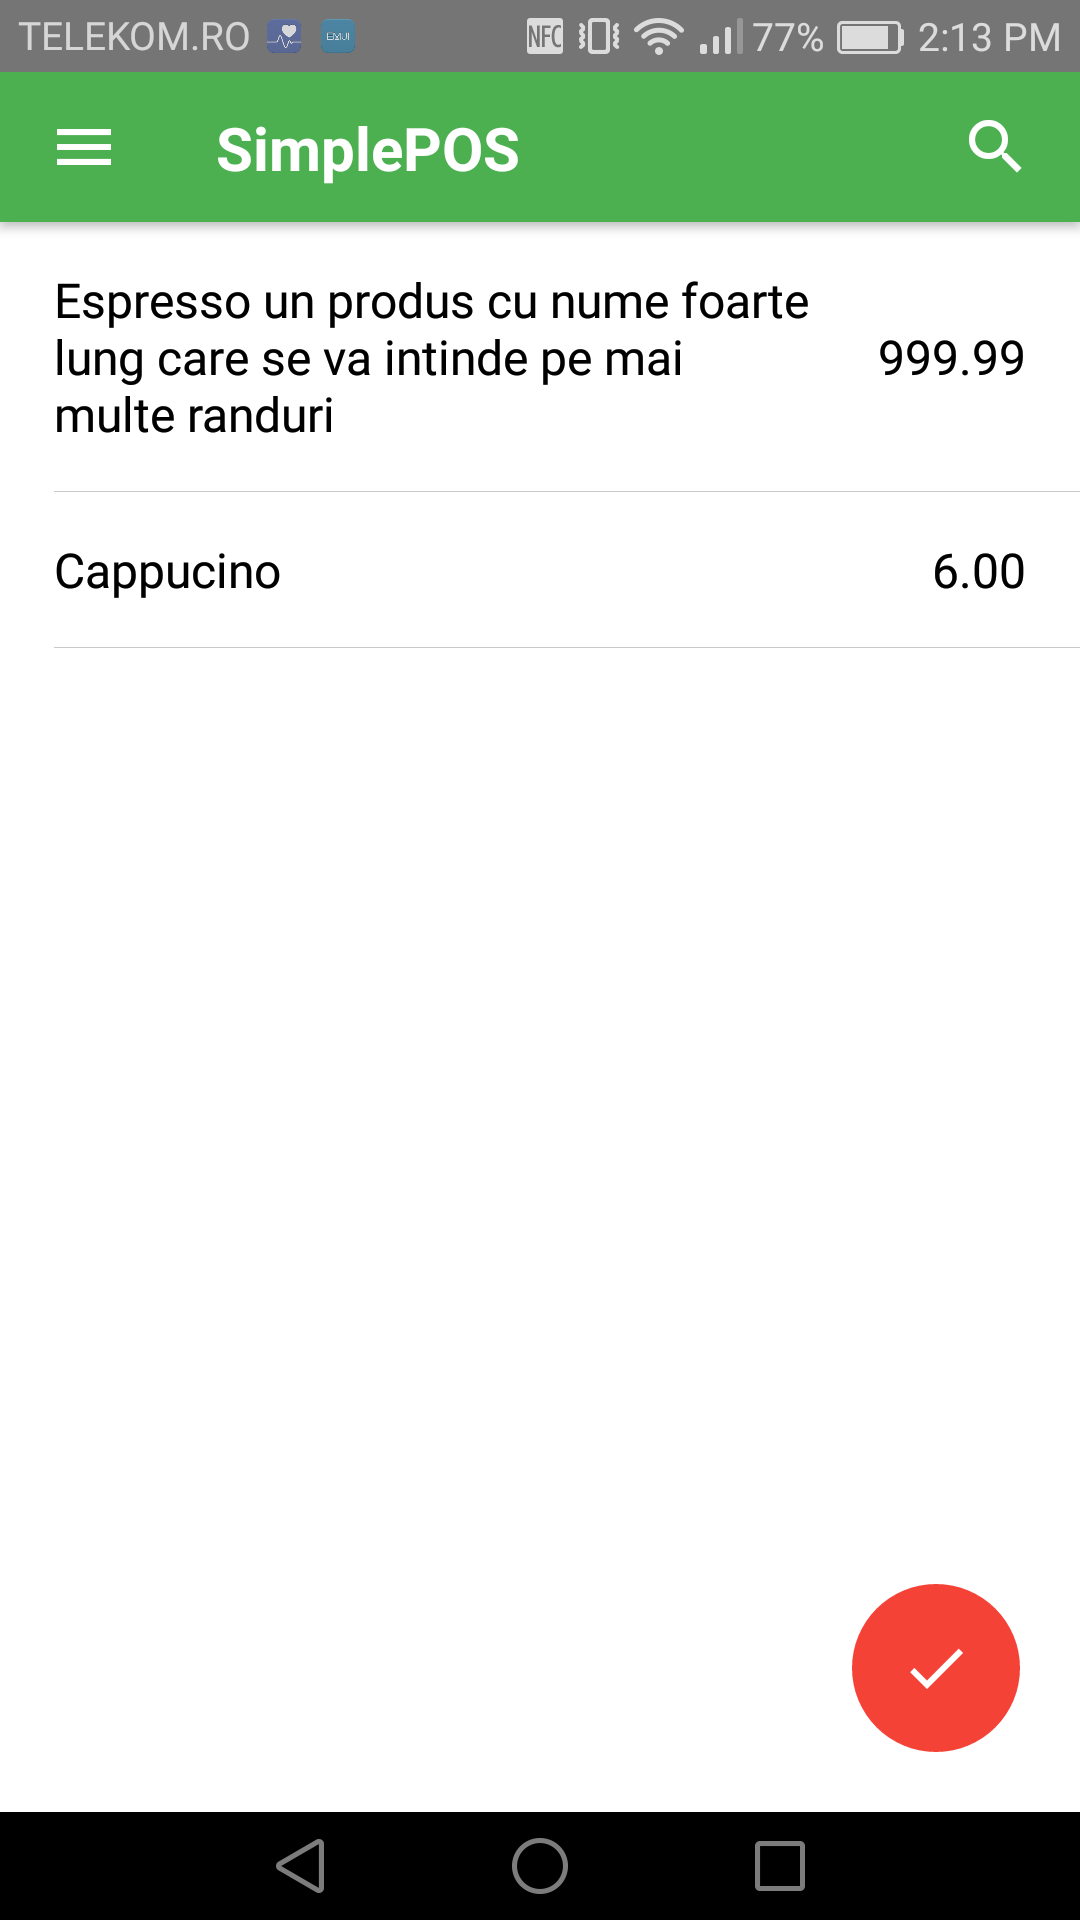 TELEKOM.RO EMUI NFC 77% 2:13 PM
SimplePOS
Espresso un produs cu nume foarte
lung care se va intinde pe mai
multe randuri
999.99
Cappucino 6.00